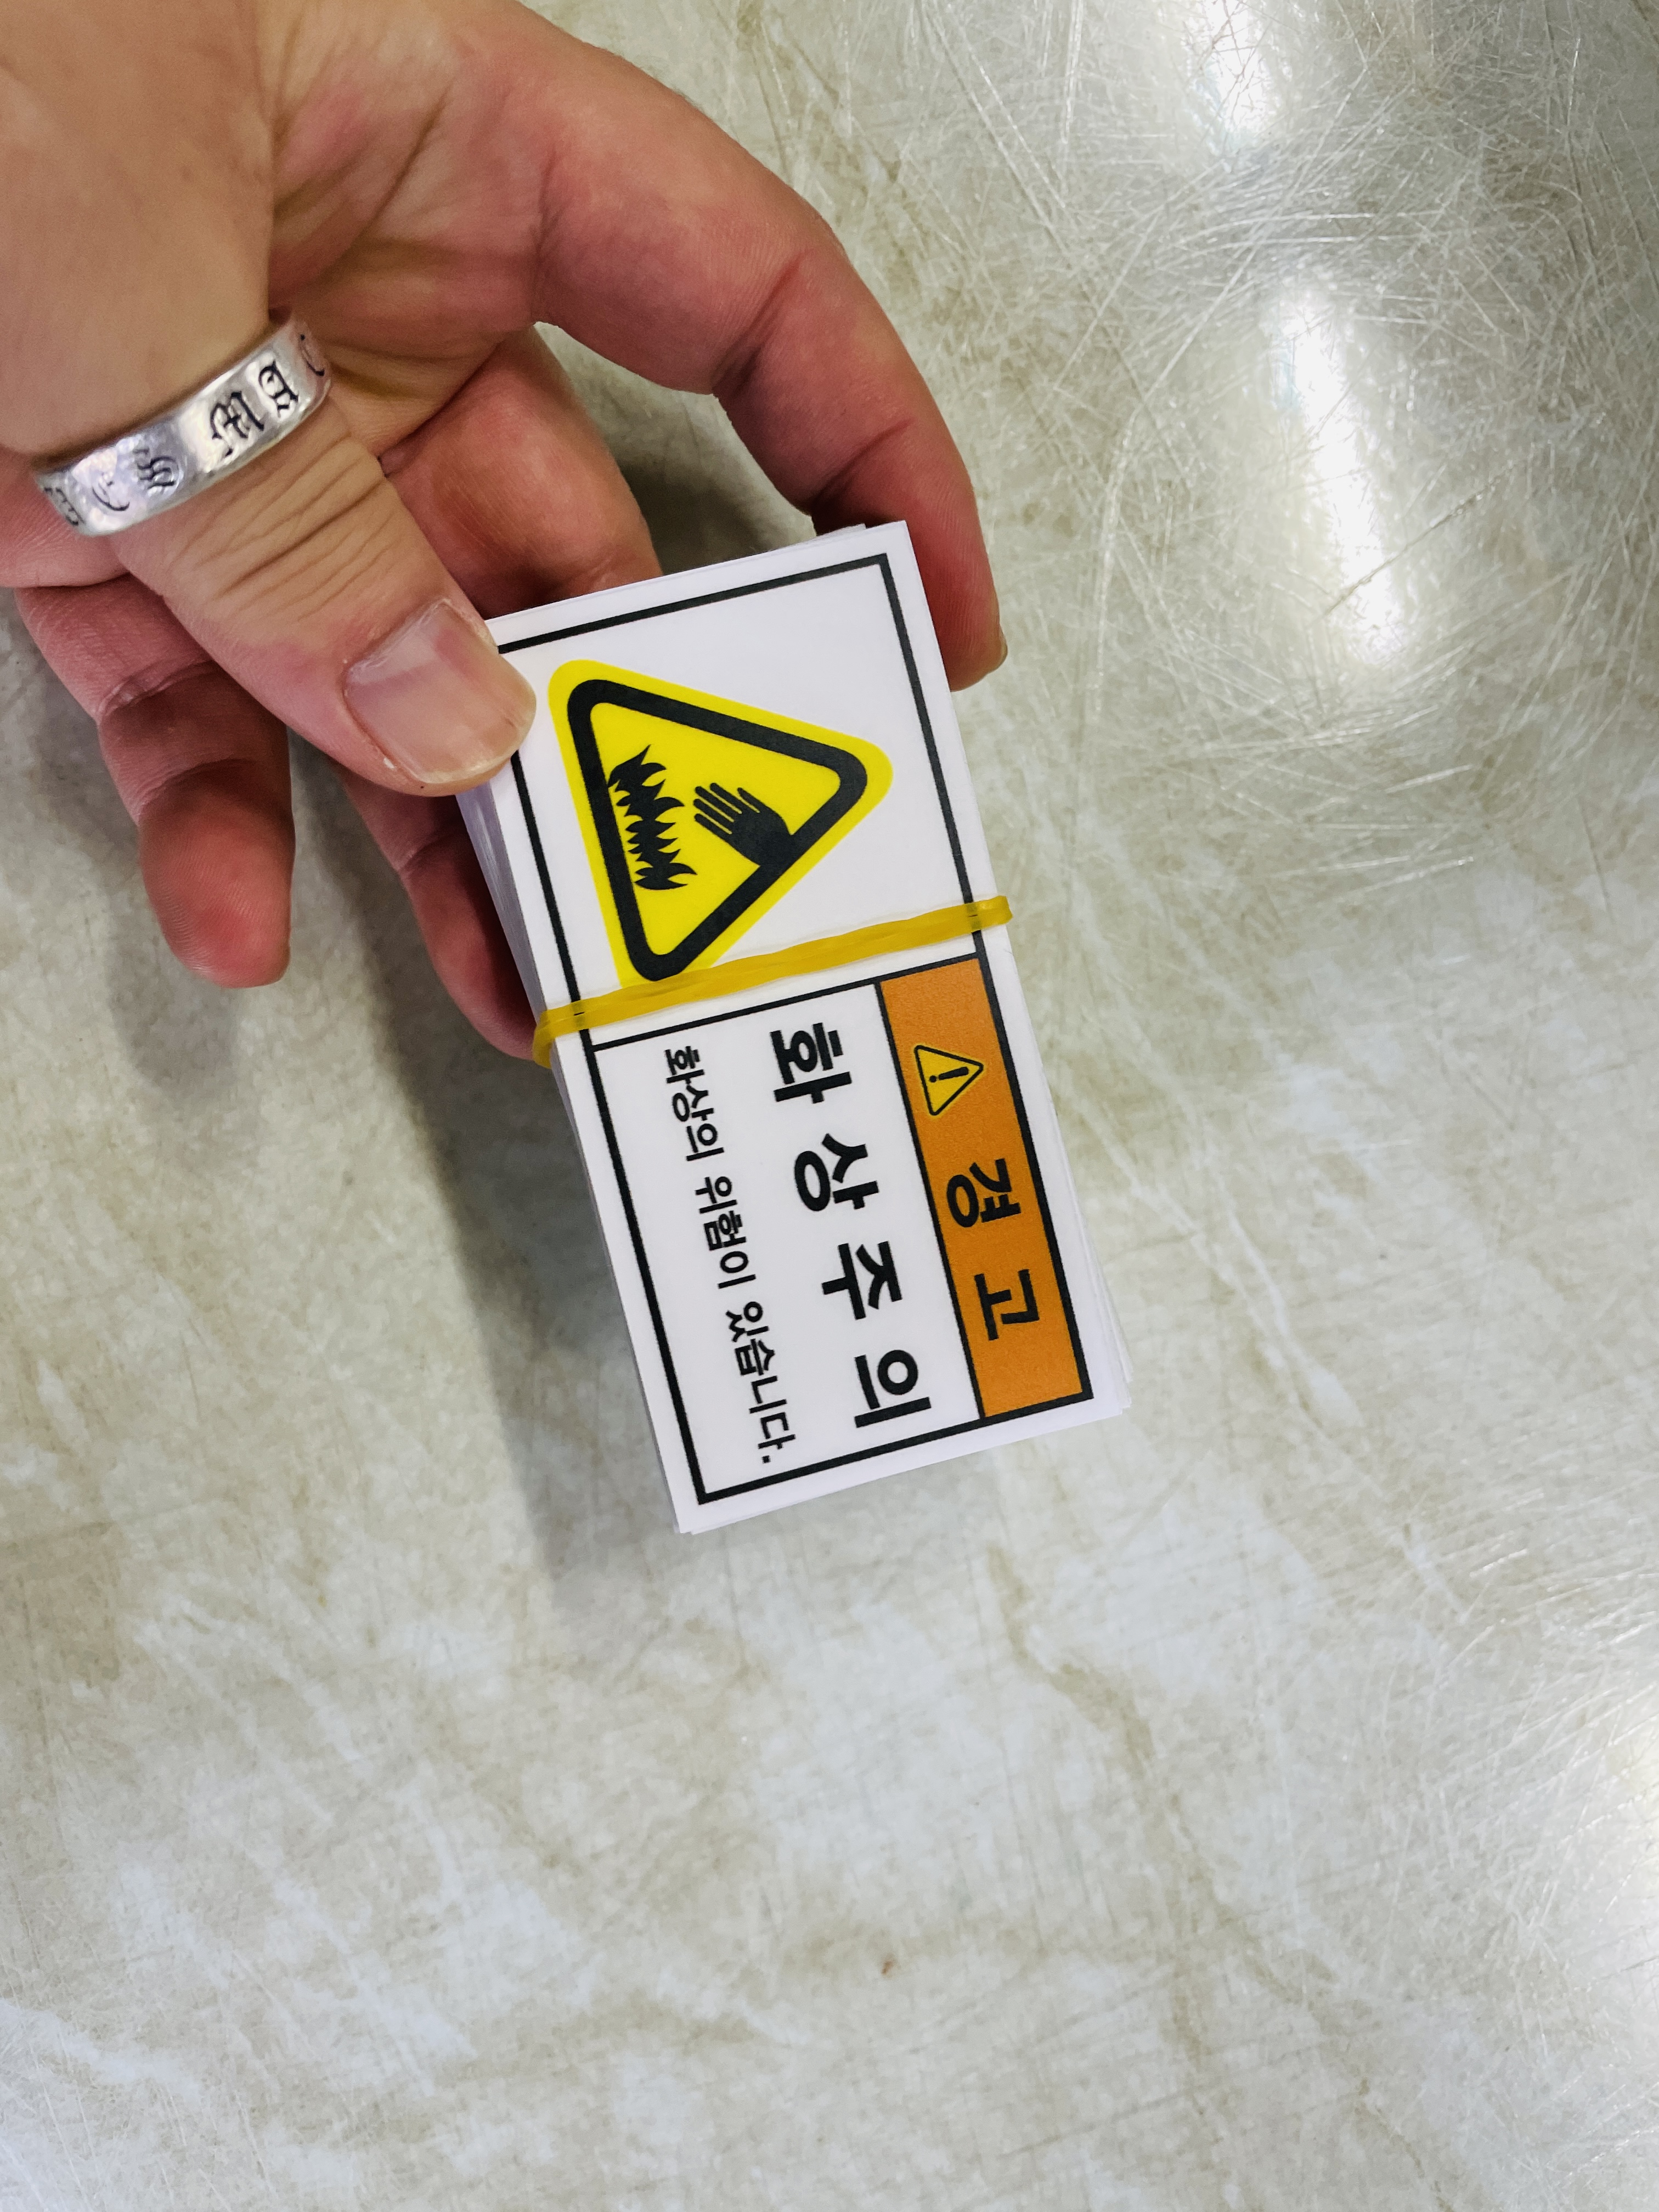 경고
화상주의
화상의 위험이 있습니다.